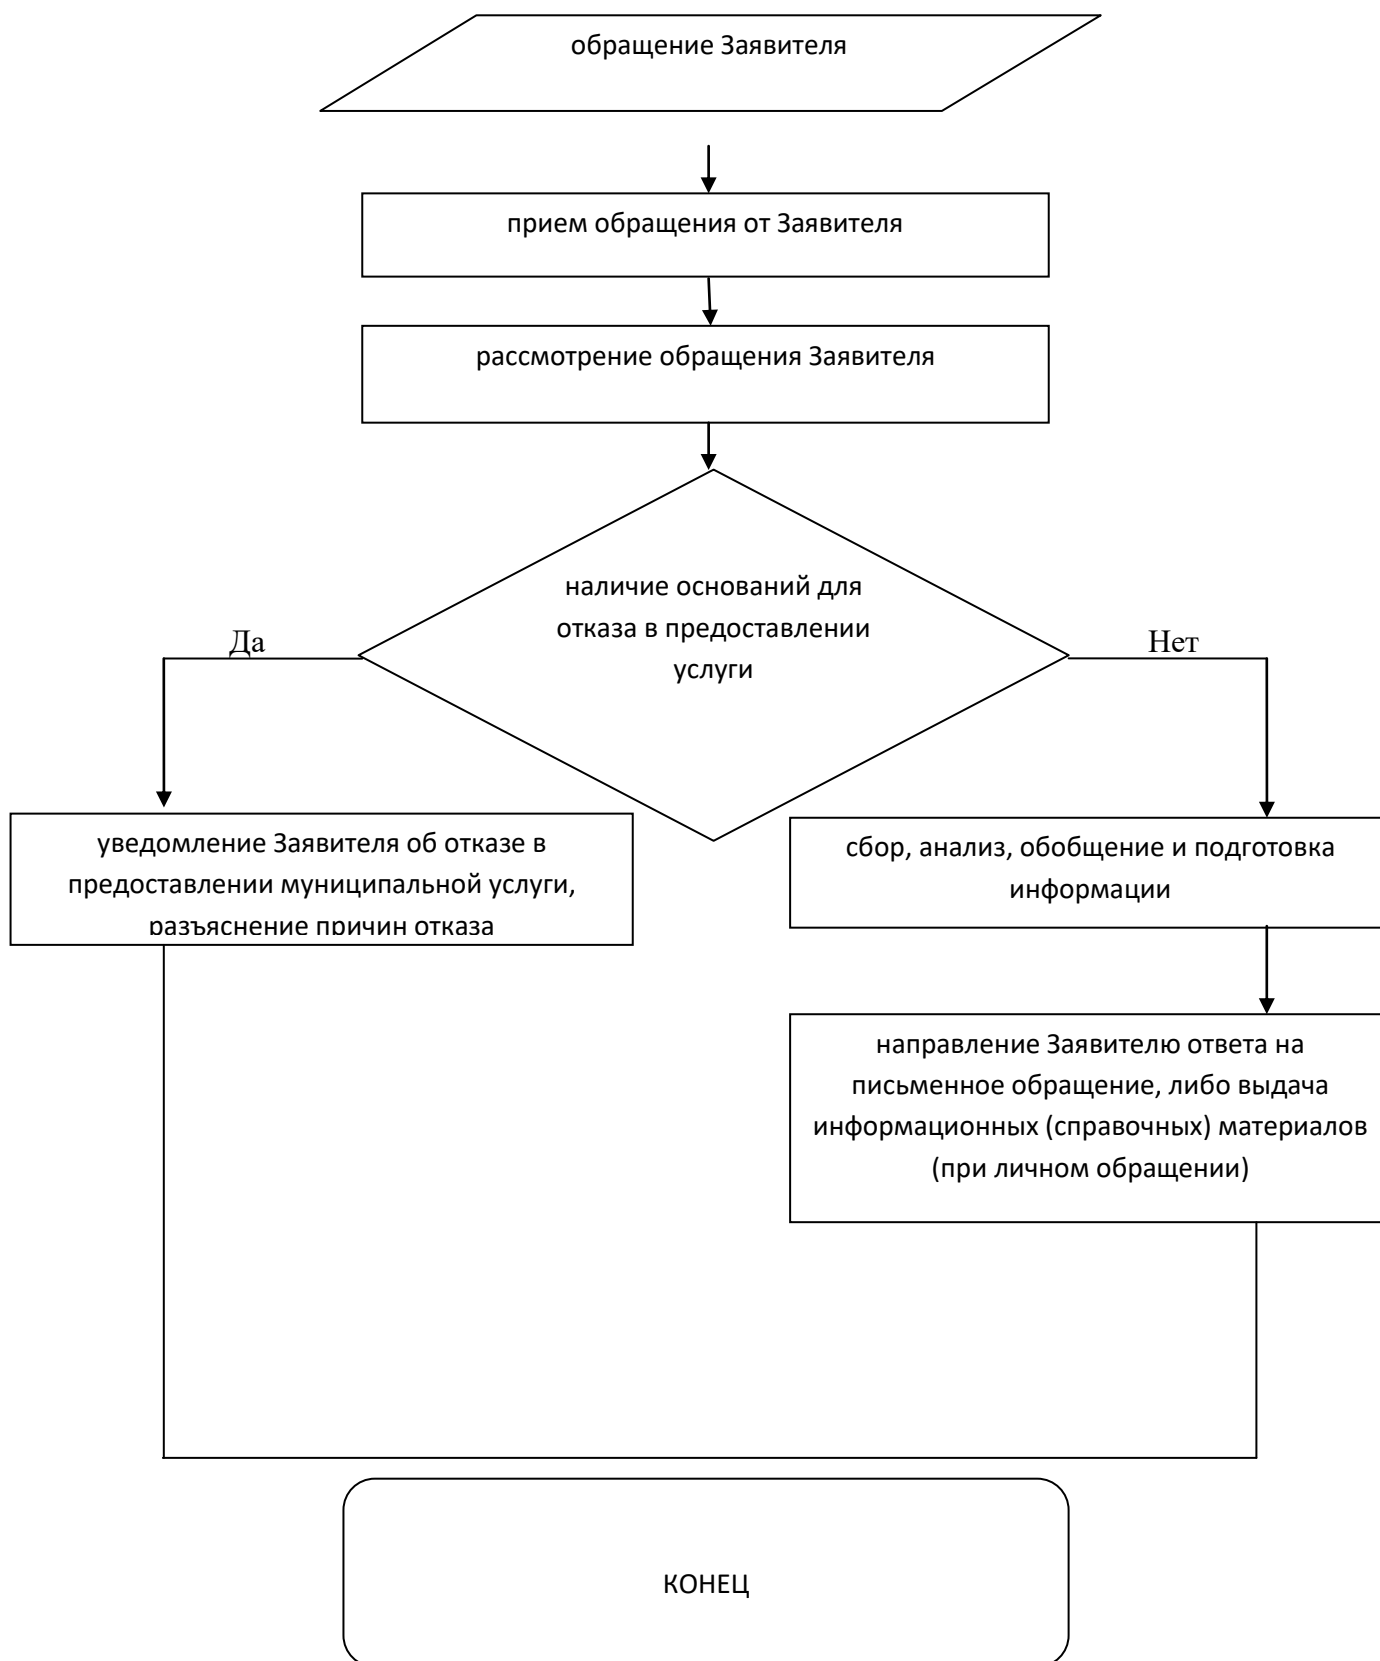 обращение Заявителя
прием обращения от Заявителя
рассмотрение обращения Заявителя
наличие оснований для
отказа в предоставлении
услуги
Да
Нет
уведомление Заявителя об отказе в
предоставлении муниципальной услуги,
разъяснение причин отказа
сбор, анализ, обобщение и подготовка
информации
направление Заявителю ответа на
письменное обращение, либо выдача
информационных (справочных) материалов
(при личном обращении)
КОНЕЦ